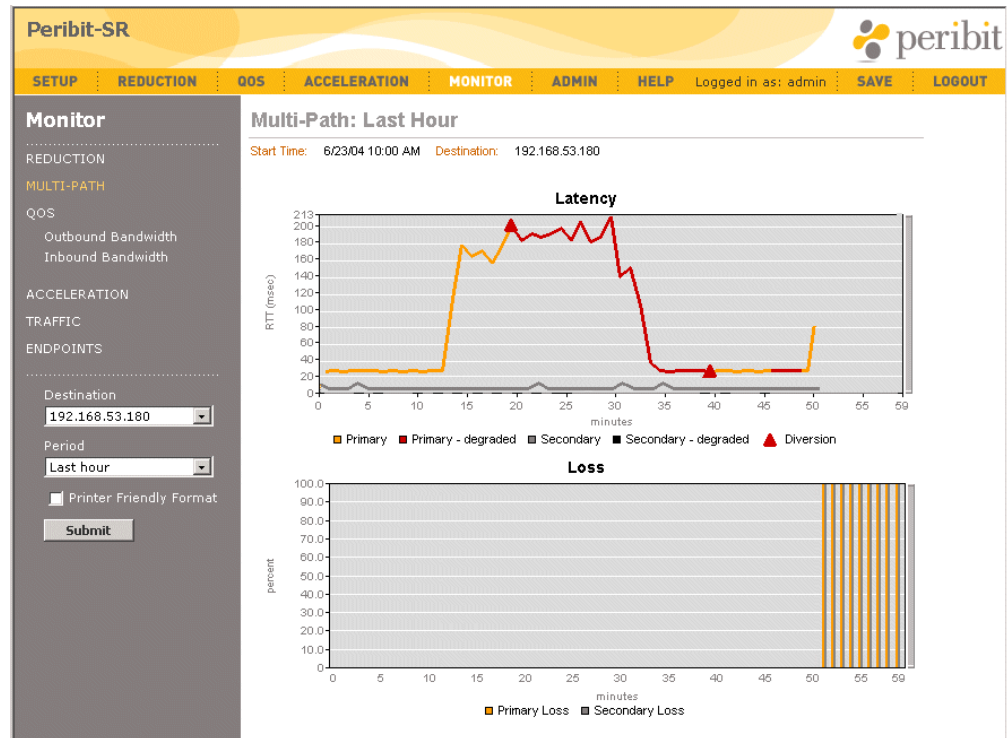 Peribit-SR
peribit
SETUP REDUCTION QOS ACCELERATION MONITOR ADMIN HELP Logged in as: admin SAVE LOGOUT
Monitor
REDUCTION
MULTI-PATH
QOS
Outbound Bandwidth
Inbound Bandwidth
ACCELERATION
TRAFFIC
ENDPOINTS
Destination
192.168.53.180
Period
Last hour
Printer Friendly Format
Submit
Multi-Path: Last Hour
Start Time: 6/23/04 10:00 AM Destination: 192.168.53.180
Latency
213
200
180
160
140
120
100
80
60
40
20
0
RTT (msec)
0 5 10 15 20 25 30 35 40 45 50 55 59
minutes
Primary Primary - degraded Secondary Secondary - degraded Diversion
Loss
100.0
90.0
80.0
70.0
60.0
50.0
40.0
30.0
20.0
10.0
0
percent
0 5 10 15 20 25 30 35 40 45 50 55 59
minutes
Primary Loss Secondary Loss